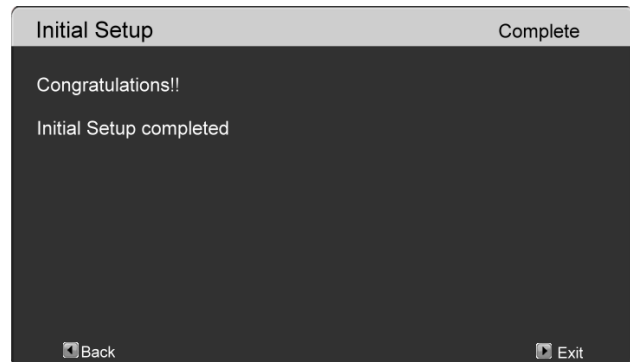 Initial Setup Complete
Congratulations!!
Initial Setup completed
Back Exit